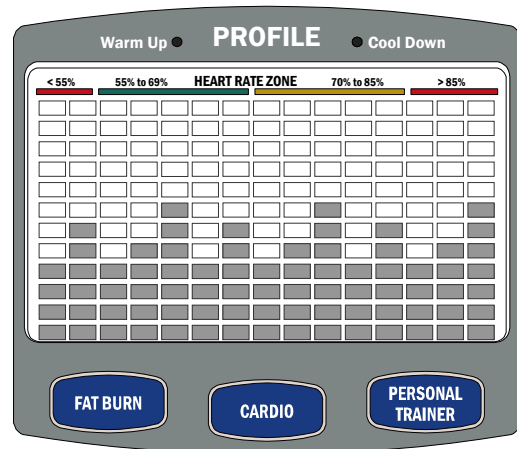 Warm Up PROFILE Cool Down
< 55% 55% to 69% HEART RATE ZONE 70% to 85% > 85%
FAT BURN
CARDIO
PERSONAL
TRAINER